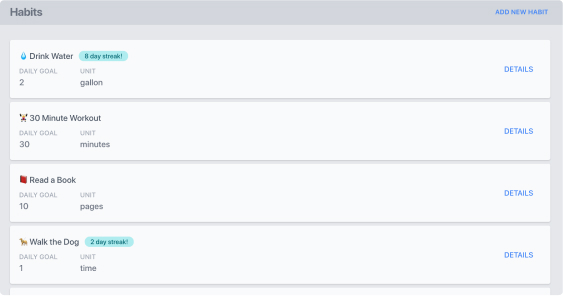 Habits ADD NEW HABIT
Drink Water 8 day streak!
DAILY GOAL UNIT
2 gallon
DETAILS
30 Minute Workout
DAILY GOAL UNIT
30 minutes
DETAILS
Read a Book
DAILY GOAL UNIT
10 pages
DETAILS
Walk the Dog 2 day streak!
DAILY GOAL UNIT
1 time
DETAILS